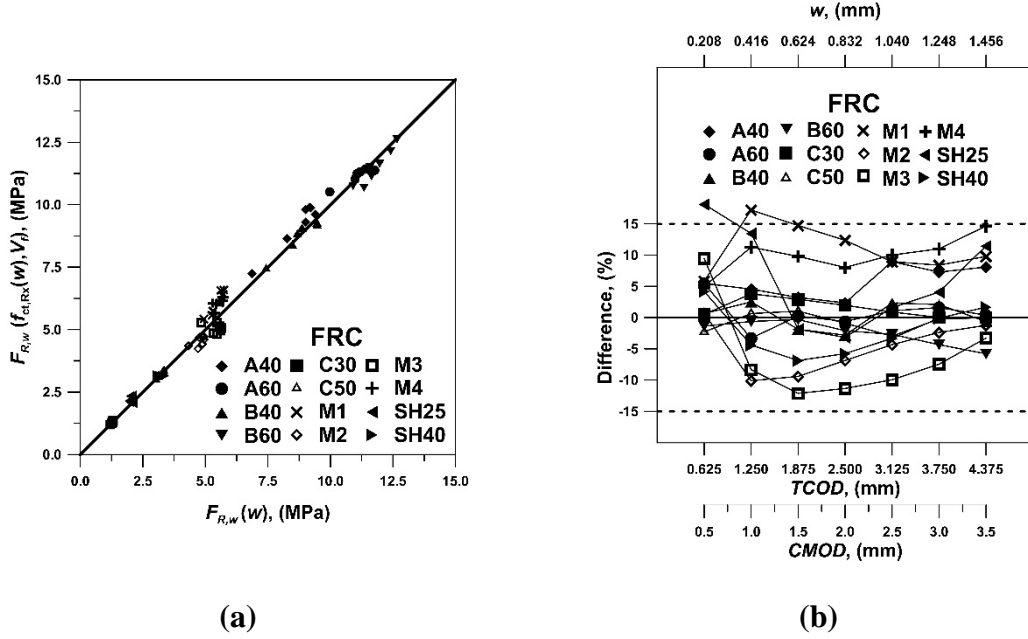 15.0
12.5
10.0
7.5
5.0
2.5
0.0
F_R,w (f_ct,Rx(w),V_f), (MPa)
FRC
A40 C30 M3
A60 C50 M4
B40 M1 SH25
B60 M2 SH40
0.0 2.5 5.0 7.5 10.0 12.5 15.0
F_R,w (w), (MPa)
(a)
w, (mm)
0.208 0.416 0.624 0.832 1.040 1.248 1.456
FRC
A40 B60 M1 M4
A60 C30 M2 SH25
B40 C50 M3 SH40
15
10
5
0
-5
-10
-15
Difference, (%)
0.625 1.250 1.875 2.500 3.125 3.750 4.375
TCOD, (mm)
0.5 1.0 1.5 2.0 2.5 3.0 3.5
CMOD, (mm)
(b)